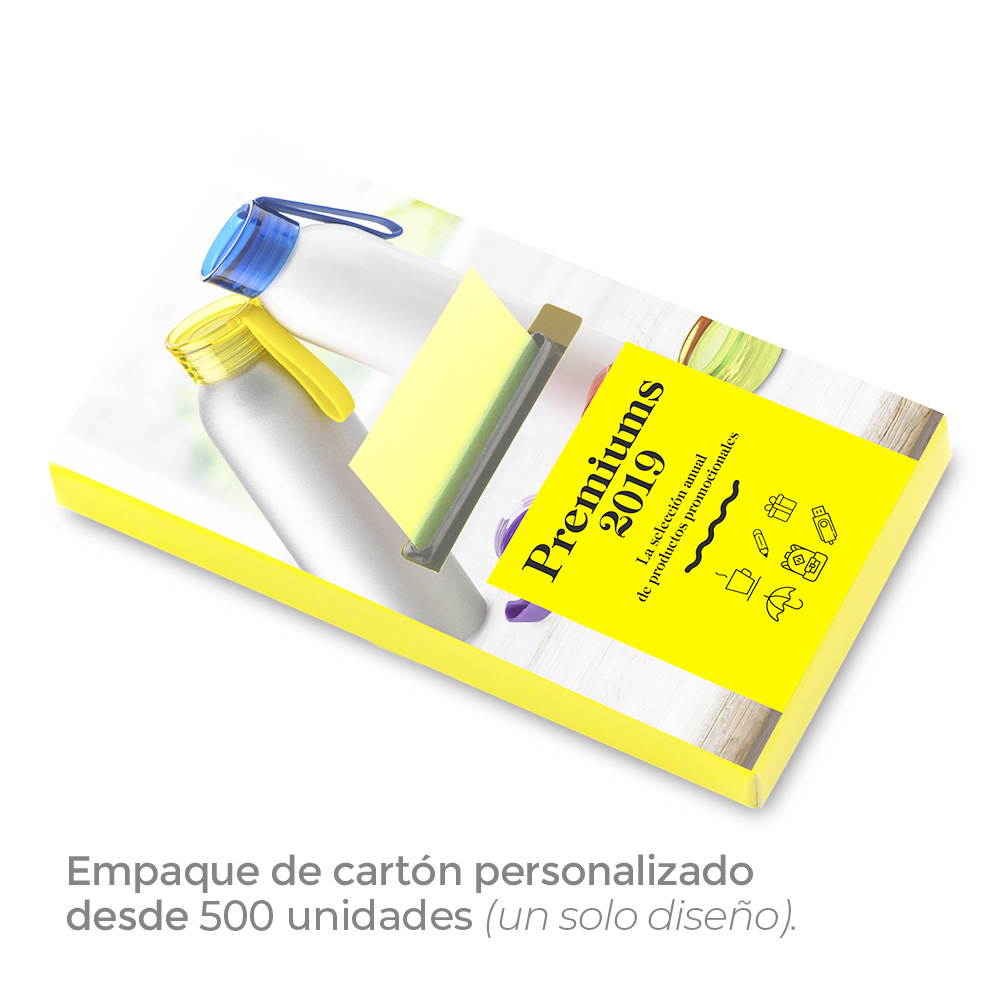 Premiums
2019
La selección anual
de productos promocionales
Empaque de cartón personalizado
desde 500 unidades (un solo diseño).